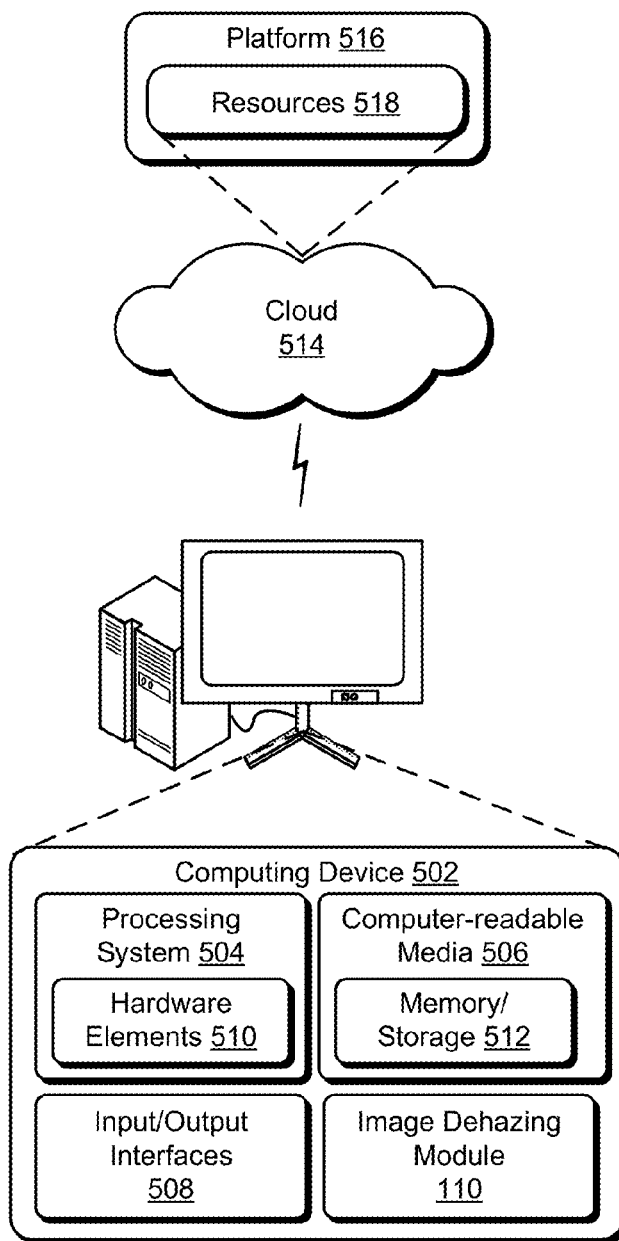 Platform 516
Resources 518
Cloud
514
Computing Device 502
Processing
System 504
Hardware
Elements 510
Computer-readable
Media 506
Memory/
Storage 512
Input/Output
Interfaces
508
Image Dehazing
Module
110